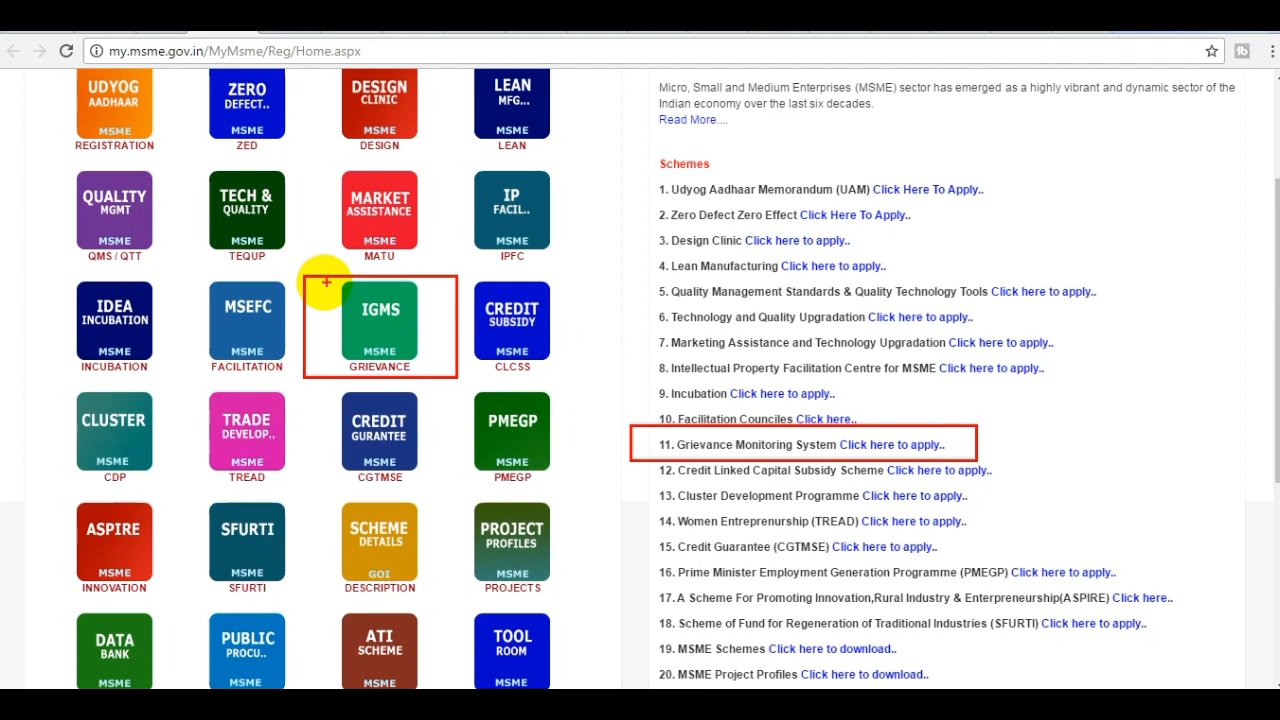 my.msme.gov.in/MyMsme/Reg/Home.aspx
UDYOG
AADHAAR
MSME
REGISTRATION
ZERO
DEFECT..
MSME
ZED
DESIGN
CLINIC
MSME
DESIGN
LEAN
MFG...
MSME
LEAN
QUALITY
MGMT
MSME
QMS / QTT
TECH &
QUALITY
MSME
TEQUP
MARKET
ASSISTANCE
MSME
MATU
IP
FACIL..
MSME
IPFC
IDEA
INCUBATION
MSME
INCUBATION
MSEFC
MSME
FACILITATION
IGMS
MSME
GRIEVANCE
CREDIT
SUBSIDY
MSME
CLCSS
CLUSTER
MSME
CDP
TRADE
DEVELOP..
MSME
TREAD
CREDIT
GURANTEE
MSME
CGTMSE
PMEGP
MSME
PMEGP
ASPIRE
MSME
INNOVATION
SFURTI
MSME
SFURTI
SCHEME
DETAILS
GOI
DESCRIPTION
PROJECT
PROFILES
MSME
PROJECTS
DATA
BANK
MSME
PUBLIC
PROCU..
MSME
ATI
SCHEME
MSME
TOOL
ROOM
MSME
Micro, Small and Medium Enterprises (MSME) sector has emerged as a highly vibrant and dynamic sector of the
Indian economy over the last six decades.
Read More....
Schemes
1. Udyog Aadhaar Memorandum (UAM) Click Here To Apply..
2. Zero Defect Zero Effect Click Here To Apply..
3. Design Clinic Click here to apply..
4. Lean Manufacturing Click here to apply..
5. Quality Management Standards & Quality Technology Tools Click here to apply..
6. Technology and Quality Upgradation Click here to apply..
7. Marketing Assistance and Technology Upgradation Click here to apply..
8. Intellectual Property Facilitation Centre for MSME Click here to apply..
9. Incubation Click here to apply..
10. Facilitation Counciles Click here..
11. Grievance Monitoring System Click here to apply..
12. Credit Linked Capital Subsidy Scheme Click here to apply..
13. Cluster Development Programme Click here to apply..
14. Women Entreprenurship (TREAD) Click here to apply..
15. Credit Guarantee (CGTMSE) Click here to apply..
16. Prime Minister Employment Generation Programme (PMEGP) Click here to apply..
17. A Scheme For Promoting Innovation,Rural Industry & Enterpreneurship(ASPIRE) Click here..
18. Scheme of Fund for Regeneration of Traditional Industries (SFURTI) Click here to apply..
19. MSME Schemes Click here to download..
20. MSME Project Profiles Click here to download..